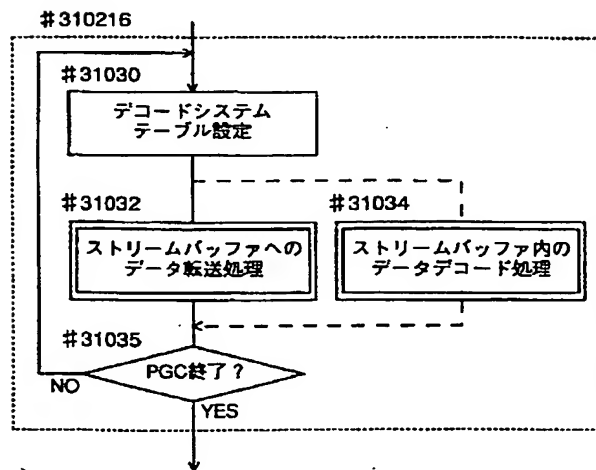 #310216
#31030
デコードシステム
テーブル設定
#31032
#31034
ストリームバッファへの
データ転送処理
ストリームバッファ内の
データデコード処理
#31035
PGC終了?
NO
YES